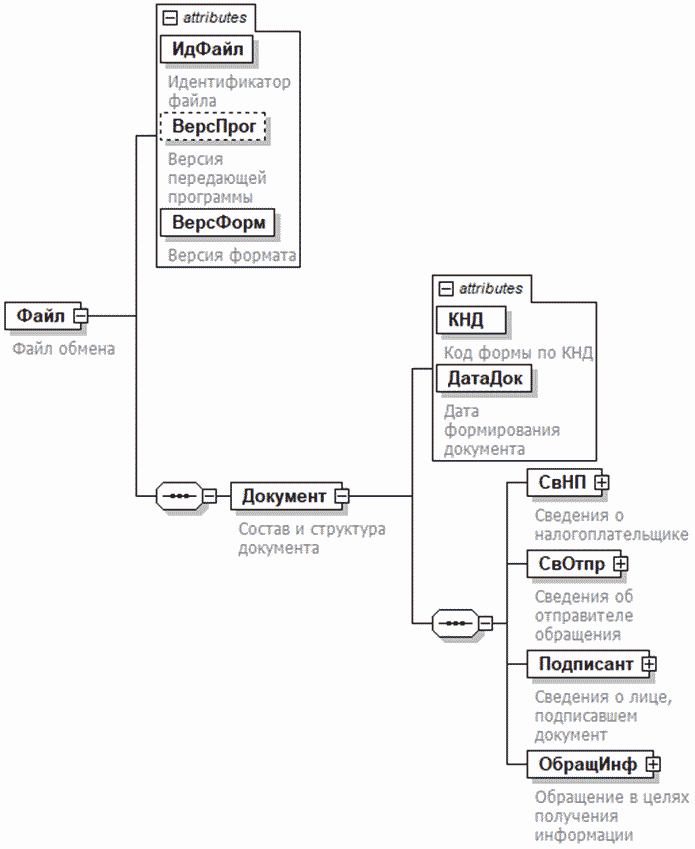 attributes
ИдФайл
Идентификатор
файла
ВерсПрог
Версия
передающей
программы
ВерсФорм
Версия формата
Файл
Файл обмена
attributes
КНД
Код формы по КНД
ДатаДок
Дата
формирования
документа
Документ
Состав и структура
документа
СвНП
Сведения о
налогоплательщике
СвОтпр
Сведения об
отправителе
обращения
Подписант
Сведения о лице,
подписавшем
документ
ОбращИнф
Обращение в целях
получения
информации